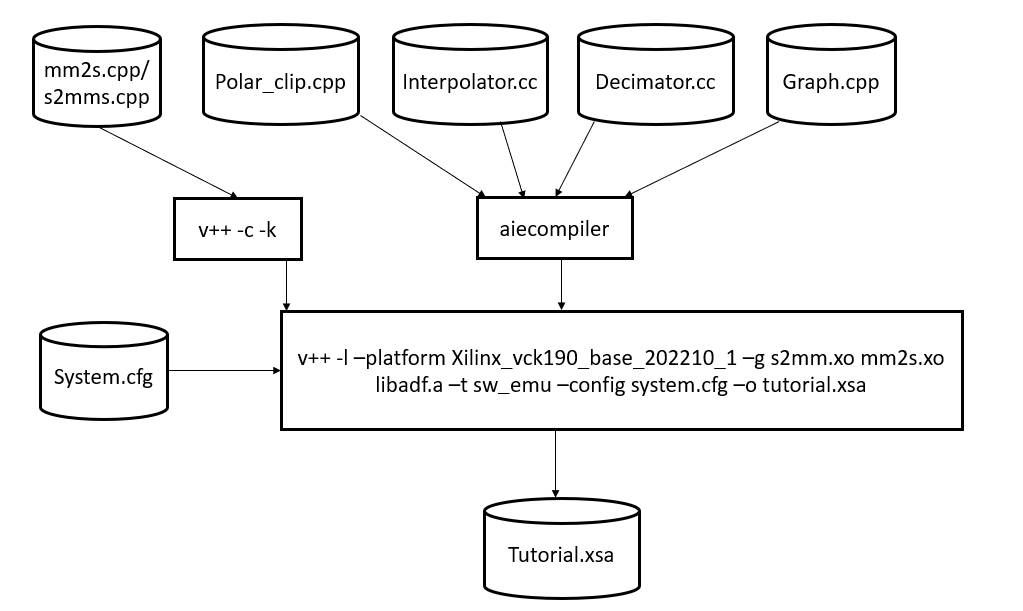 mm2s.cpp/
s2mms.cpp
Polar_clip.cpp
Interpolator.cc
Decimator.cc
Graph.cpp
v++ -c -k
aiecompiler
System.cfg
v++ -l –platform Xilinx_vck190_base_202210_1 –g s2mm.xo mm2s.xo
libadf.a –t sw_emu –config system.cfg –o tutorial.xsa
Tutorial.xsa